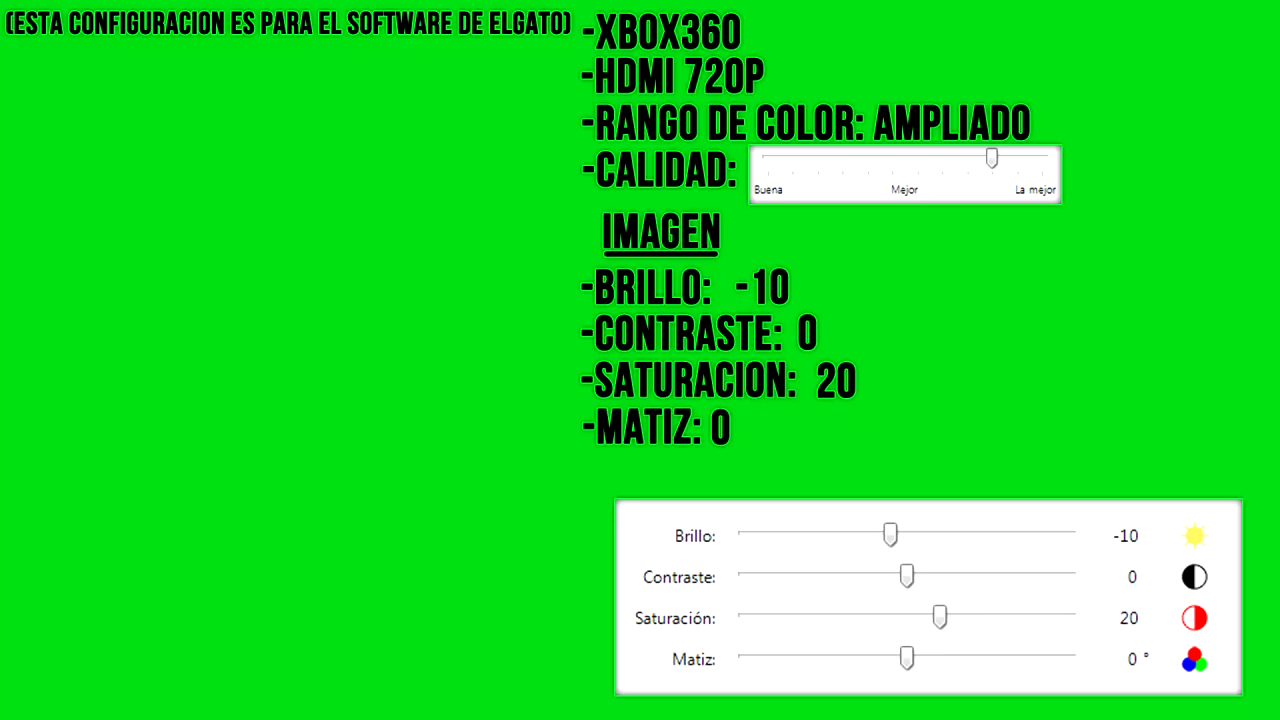 (ESTA CONFIGURACION ES PARA EL SOFTWARE DE ELGATO)
-XBOX360
-HDMI 720P
-RANGO DE COLOR: AMPLIADO
-CALIDAD:
Buena Mejor La mejor
IMAGEN
-BRILLO: -10
-CONTRASTE: 0
-SATURACION: 20
-MATIZ: 0
Brillo: -10
Contraste: 0
Saturación: 20
Matiz: 0 °